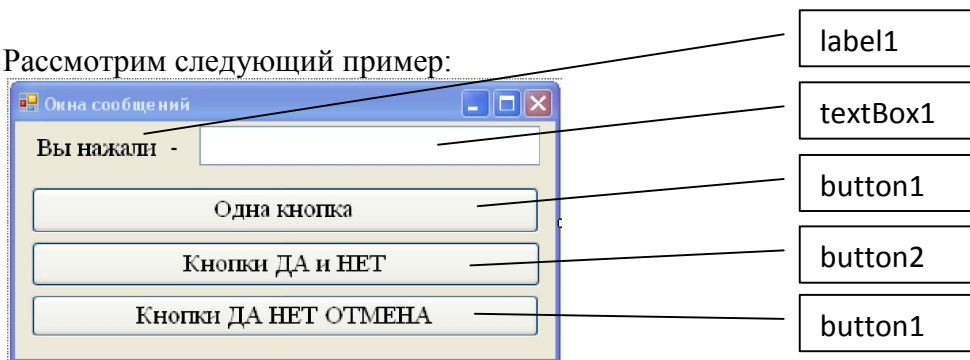 label1
Рассмотрим следующий пример:
Окна сообщений
textBox1
Вы нажали -
button1
Одна кнопка
Кнопки ДА и НЕТ
button2
Кнопки ДА НЕТ ОТМЕНА
button1